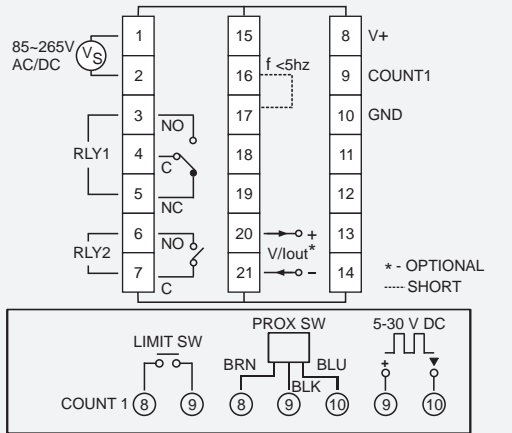 1 15 8 V+
85~265V
AC/DC
VS
2 16 f <5hz 9 COUNT1
3 NO 17 10 GND
RLY1
4 C 18 11
5 NC 19 12
6 NO 20 + 13
RLY2
V/Iout*
7 C 21 – 14
* - OPTIONAL
------ SHORT
LIMIT SW PROX SW 5-30 V DC
BRN BLU
BLK
+
COUNT 1 8 9 8 9 10 9 10